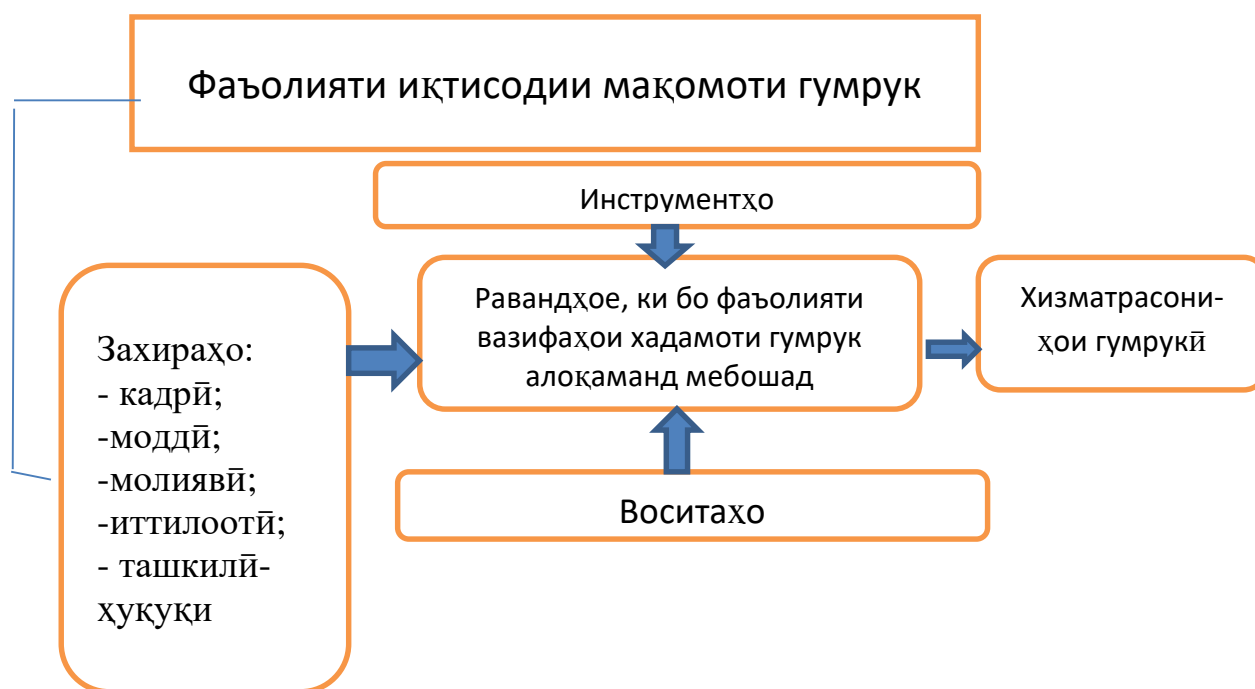 Фаъолияти иқтисодии мақомоти гумрук
Инструментҳо
Захираҳо:
- кадрӣ;
-моддӣ;
-молиявӣ;
-иттилоотӣ;
- ташкилӣ-
ҳуқуқи
Равандҳое, ки бо фаъолияти
вазифаҳои хадамоти гумрук
алоқаманд мебошад
Хизматрасони-
ҳои гумрукӣ
Воситаҳо